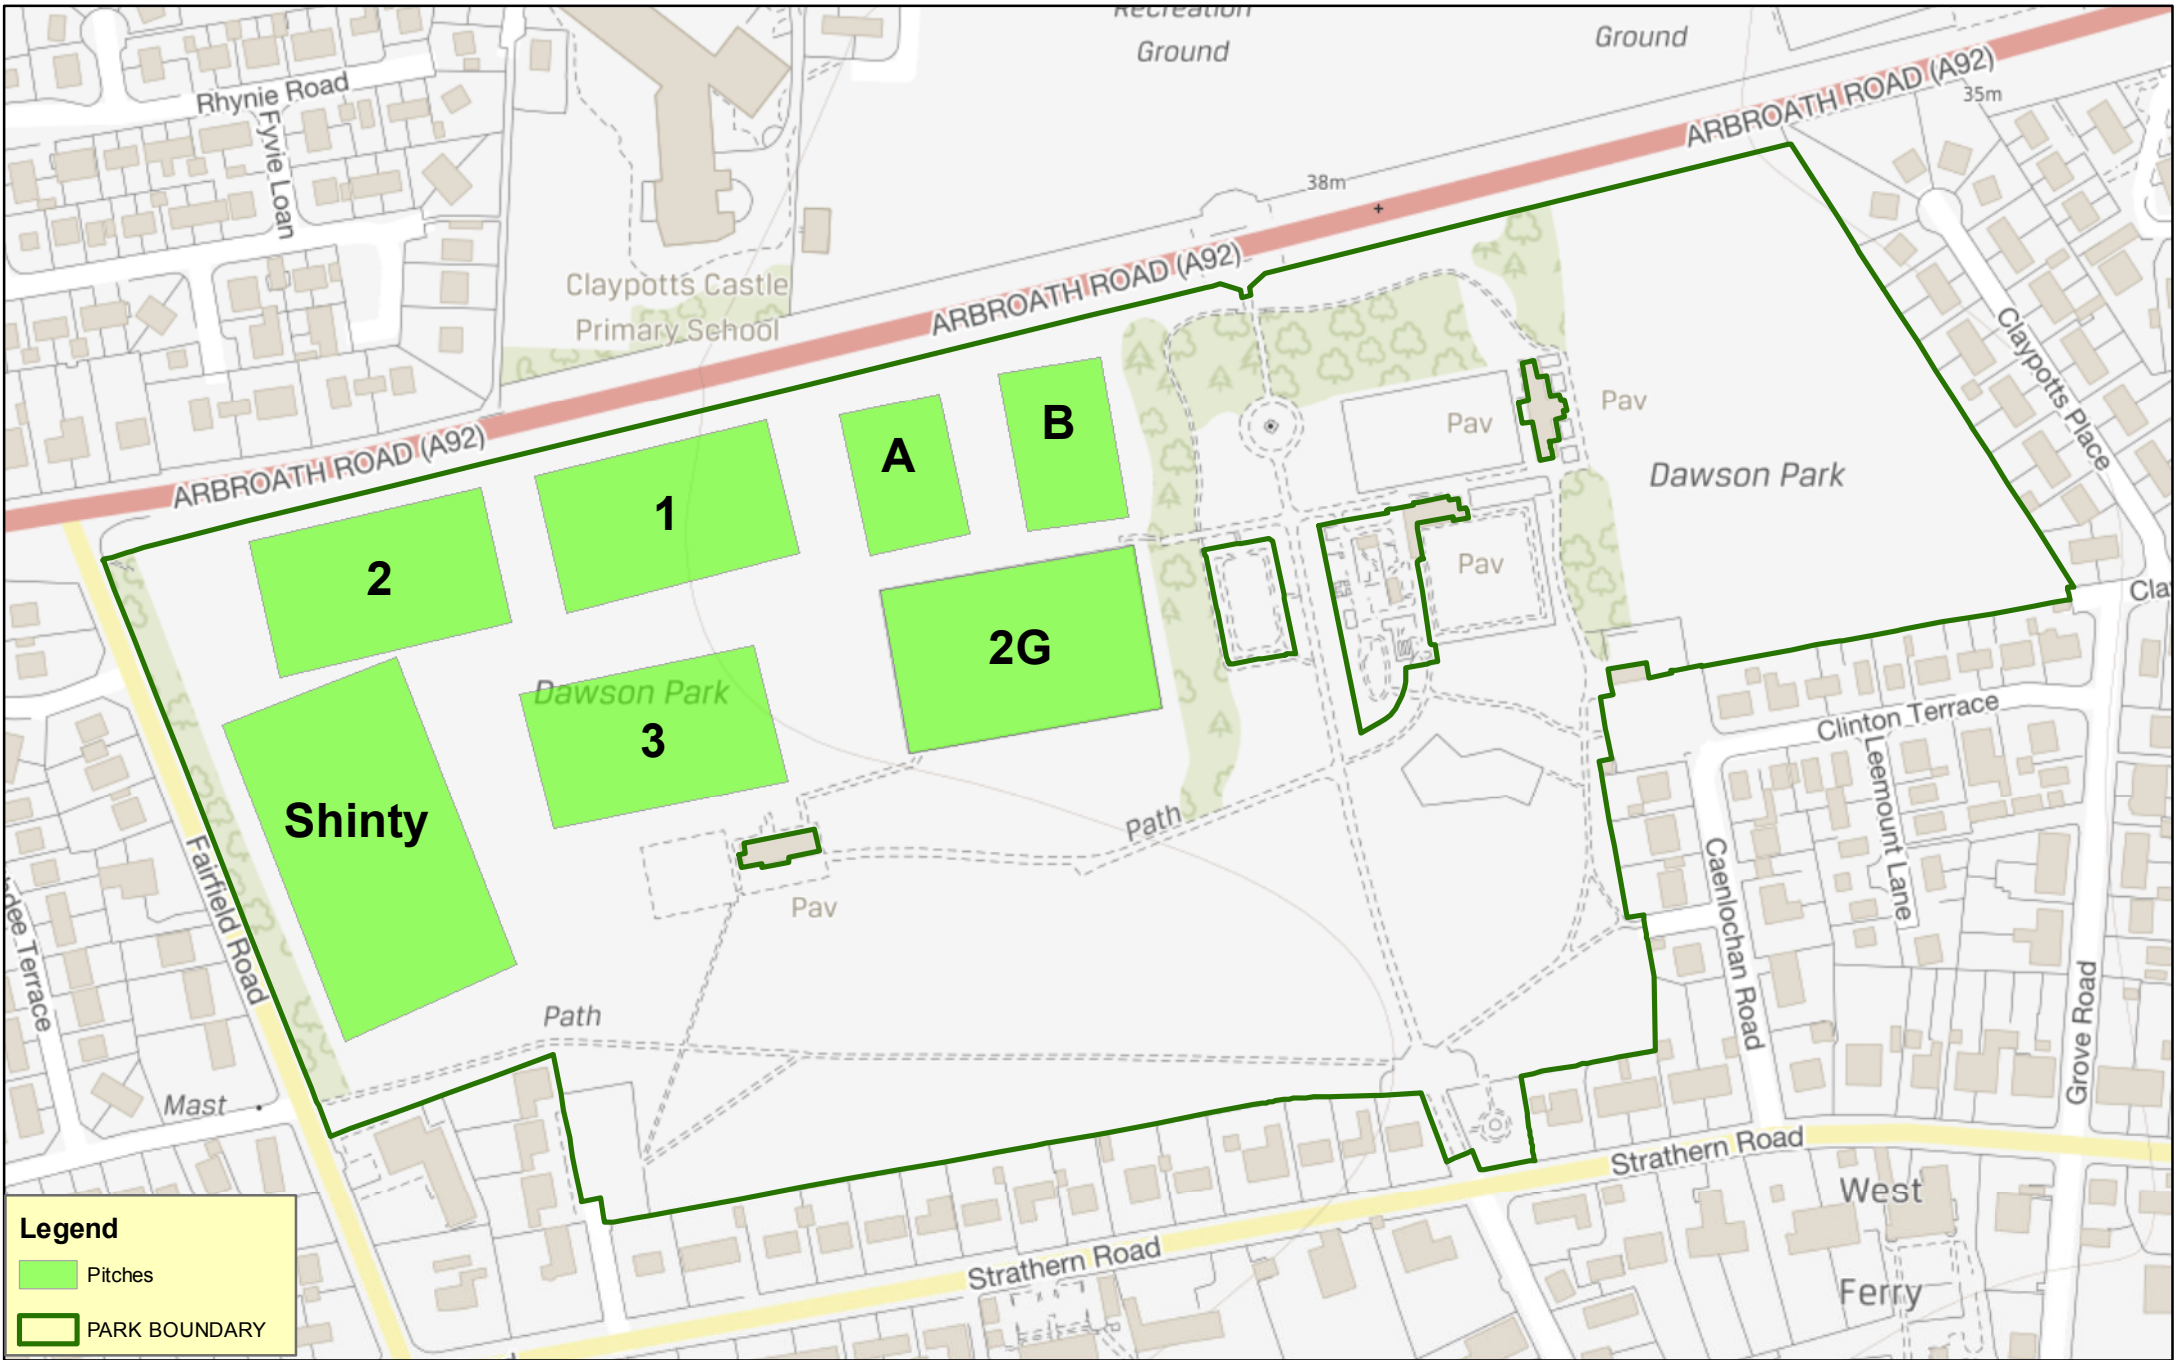 Recreation
Ground
Ground
ARBROATH ROAD (A92)
35m
Rhynie Road
Fyvie Loan
38m
Claypotts Castle
Primary School
ARBROATH ROAD (A92)
Claypotts Place
ARBROATH ROAD (A92)
Pav
Pav
Dawson Park
B
A
1
2
Pav
Cla
2G
Dawson Park
3
Clinton Terrace
Leemount Lane
Shinty
Path
Caenlochan Road
Fairfield Road
dee Terrace
Pav
Path
Grove Road
Mast
Strathern Road
West
Ferry
Strathern Road
Legend
Pitches
PARK BOUNDARY